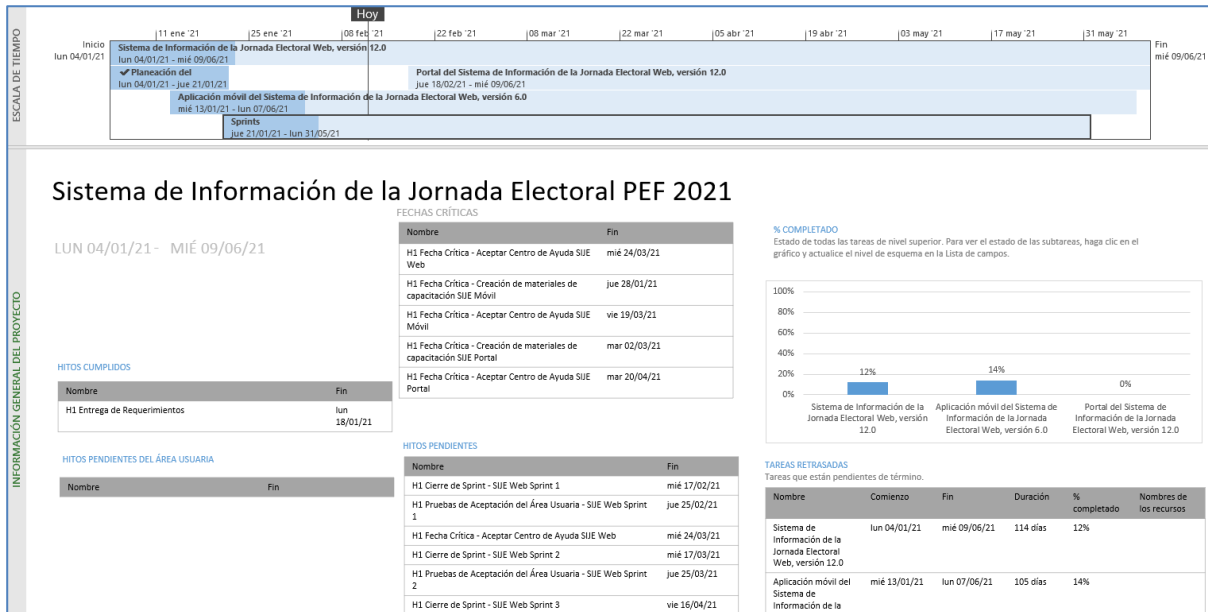 Hoy
11 ene '21 25 ene '21 08 feb '21 22 feb '21 08 mar '21 22 mar '21 05 abr '21 19 abr '21 03 may '21 17 may '21 31 may '21
ESCALA DE TIEMPO
Inicio
lun 04/01/21
Sistema de Información de la Jornada Electoral Web, versión 12.0
lun 04/01/21 - mié 09/06/21
Fin
mié 09/06/21
Planeación del
lun 04/01/21 - jue 21/01/21
Portal del Sistema de Información de la Jornada Electoral Web, versión 12.0
jue 18/02/21 - mié 09/06/21
Aplicación móvil del Sistema de Información de la Jornada Electoral Web, versión 6.0
mié 13/01/21 - lun 07/06/21
Sprints
jue 21/01/21 - lun 31/05/21
INFORMACIÓN GENERAL DEL PROYECTO
Sistema de Información de la Jornada Electoral PEF 2021
LUN 04/01/21 - MIÉ 09/06/21
HITOS CUMPLIDOS
Nombre Fin
H1 Entrega de Requerimientos lun
18/01/21
HITOS PENDIENTES DEL ÁREA USUARIA
Nombre Fin
FECHAS CRÍTICAS
Nombre Fin
H1 Fecha Crítica - Aceptar Centro de Ayuda SIJE mié 24/03/21
Web
H1 Fecha Crítica - Creación de materiales de jue 28/01/21
capacitación SIJE Móvil
H1 Fecha Crítica - Aceptar Centro de Ayuda SIJE vie 19/03/21
Móvil
H1 Fecha Crítica - Creación de materiales de mar 02/03/21
capacitación SIJE Portal
H1 Fecha Crítica - Aceptar Centro de Ayuda SIJE mar 20/04/21
Portal
HITOS PENDIENTES
Nombre Fin
H1 Cierre de Sprint - SIJE Web Sprint 1 mié 17/02/21
H1 Pruebas de Aceptación del Área Usuaria - SIJE Web Sprint jue 25/02/21
1
H1 Fecha Crítica - Aceptar Centro de Ayuda SIJE Web mié 24/03/21
H1 Cierre de Sprint - SIJE Web Sprint 2 mié 17/03/21
H1 Pruebas de Aceptación del Área Usuaria - SIJE Web Sprint jue 25/03/21
2
H1 Cierre de Sprint - SIJE Web Sprint 3 vie 16/04/21
% COMPLETADO
Estado de todas las tareas de nivel superior. Para ver el estado de las subtareas, haga clic en el
gráfico y actualice el nivel de esquema en la Lista de campos.
100%
80%
60%
40%
20%
0%
12% 14% 0%
Sistema de Información de la Aplicación móvil del Sistema de Portal del Sistema de
Jornada Electoral Web, versión Información de la Jornada Información de la Jornada
12.0 Electoral Web, versión 6.0 Electoral Web, versión 12.0
TAREAS RETRASADAS
Tareas que están pendientes de término.
Nombre Comienzo Fin Duración % Nombres de
completado los recursos
Sistema de lun 04/01/21 mié 09/06/21 114 días 12%
Información de la
Jornada Electoral
Web, versión 12.0
Aplicación móvil del mié 13/01/21 lun 07/06/21 105 días 14%
Sistema de
Información de la